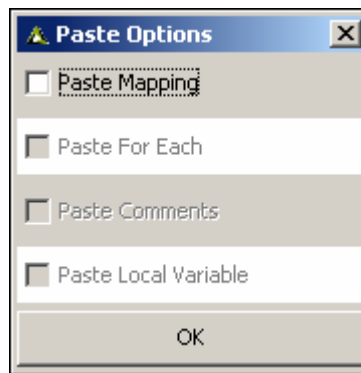 Paste Options
Paste Mapping
Paste For Each
Paste Comments
Paste Local Variable
OK